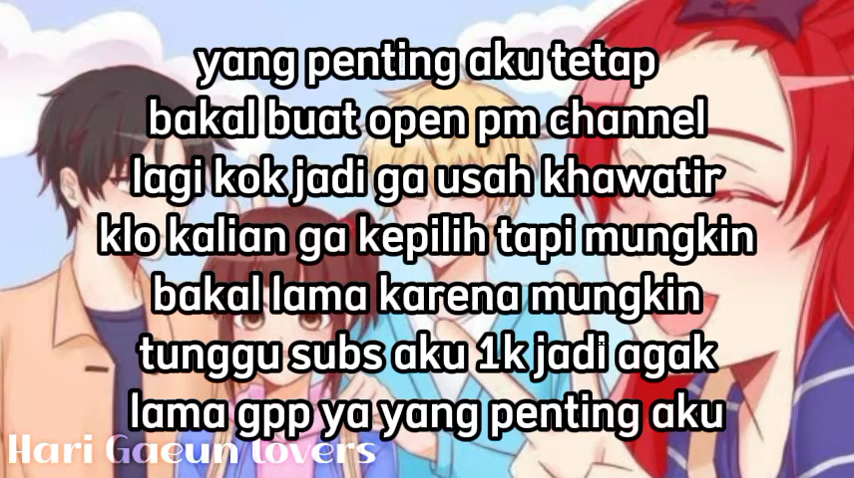 yang penting aku tetap
bakal buat open pm channel
lagi kok jadi ga usah khawatir
klo kalian ga kepilih tapi mungkin
bakal lama karena mungkin
tunggu subs aku 1k jadi agak
lama gpp ya yang penting aku
Hari Gaeun lovers